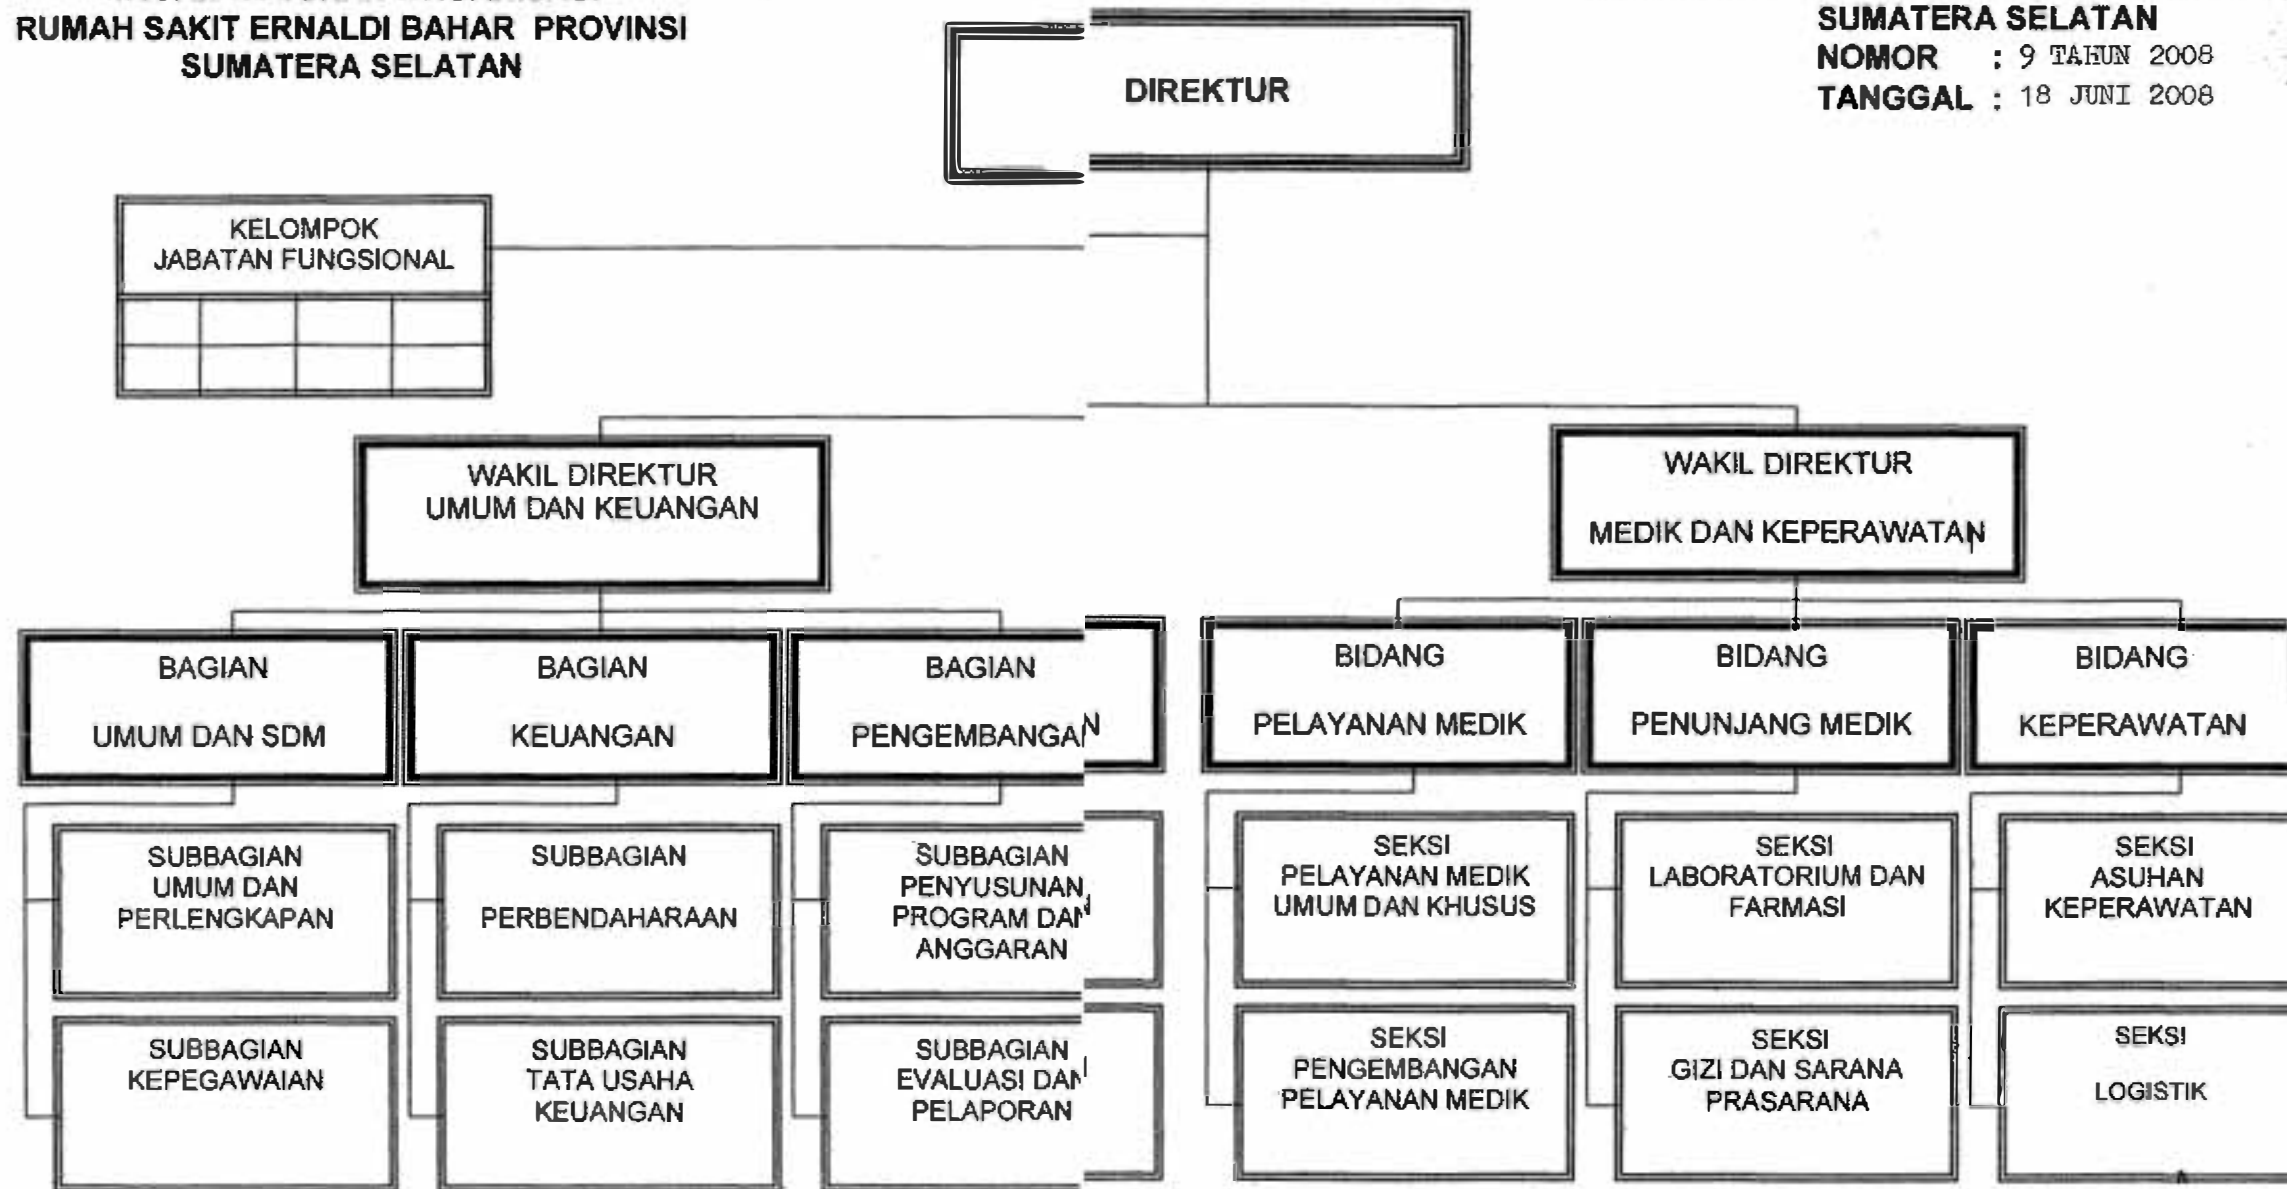 RUMAH SAKIT ERNALDI BAHAR PROVINSI
SUMATERA SELATAN
SUMATERA SELATAN
NOMOR : 9 TAHUN 2008
TANGGAL : 18 JUNI 2008
DIREKTUR
KELOMPOK
JABATAN FUNGSIONAL
WAKIL DIREKTUR
UMUM DAN KEUANGAN
WAKIL DIREKTUR
MEDIK DAN KEPERAWATAN
BAGIAN
UMUM DAN SDM
BAGIAN
KEUANGAN
BAGIAN
PENGEMBANGAN
BIDANG
PELAYANAN MEDIK
BIDANG
PENUNJANG MEDIK
BIDANG
KEPERAWATAN
SUBBAGIAN
UMUM DAN
PERLENGKAPAN
SUBBAGIAN
PERBENDAHARAAN
SUBBAGIAN
PENYUSUNAN
PROGRAM DAN
ANGGARAN
SEKSI
PELAYANAN MEDIK
UMUM DAN KHUSUS
SEKSI
LABORATORIUM DAN
FARMASI
SEKSI
ASUHAN
KEPERAWATAN
SUBBAGIAN
KEPEGAWAIAN
SUBBAGIAN
TATA USAHA
KEUANGAN
SUBBAGIAN
EVALUASI DAN
PELAPORAN
SEKSI
PENGEMBANGAN
PELAYANAN MEDIK
SEKSI
GIZI DAN SARANA
PRASARANA
SEKSI
LOGISTIK